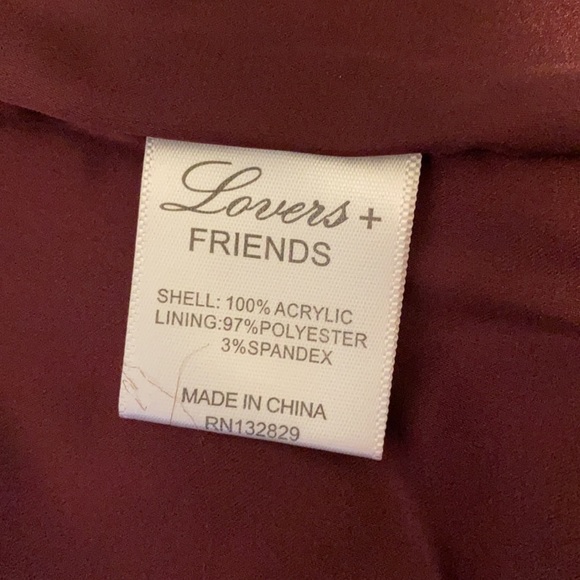 Lovers +
FRIENDS
SHELL: 100% ACRYLIC
LINING:97%POLYESTER
3%SPANDEX
MADE IN CHINA
RN132829